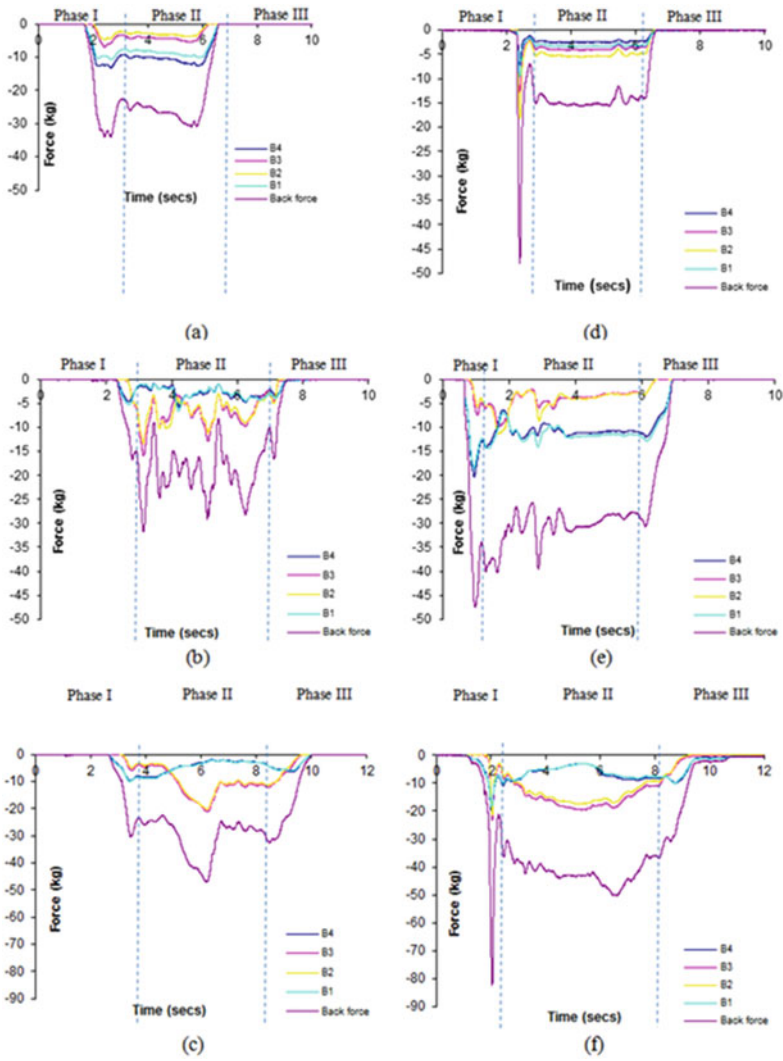 Phase I Phase II Phase III
0 0 2 4 6 8 10
-10
-20
-30
-40
-50
Force (kg)
Time (secs)
B4
B3
B2
B1
Back force
(a)
Phase I Phase II Phase III
0 0 2 4 6 8 10
-5
-10
-15
-20
-25
-30
-35
-40
-45
-50
Force (kg)
Time (secs)
B4
B3
B2
B1
Back force
(d)
Phase I Phase II Phase III
0 0 2 4 6 8 10
-5
-10
-15
-20
-25
-30
-35
-40
-45
-50
Force (kg)
Time (secs)
B4
B3
B2
B1
Back force
(b)
Phase I Phase II Phase III
0 0 2 4 6 8 10
-5
-10
-15
-20
-25
-30
-35
-40
-45
-50
Force (kg)
Time (secs)
B4
B3
B2
B1
Back force
(e)
Phase I Phase II Phase III
0 0 2 4 6 8 10 12
-10
-20
-30
-40
-50
-60
-70
-80
-90
Force (kg)
Time (secs)
B4
B3
B2
B1
Back force
(c)
Phase I Phase II Phase III
0 0 2 4 6 8 10 12
-10
-20
-30
-40
-50
-60
-70
-80
-90
Force (kg)
Time (secs)
B4
B3
B2
B1
Back force
(f)